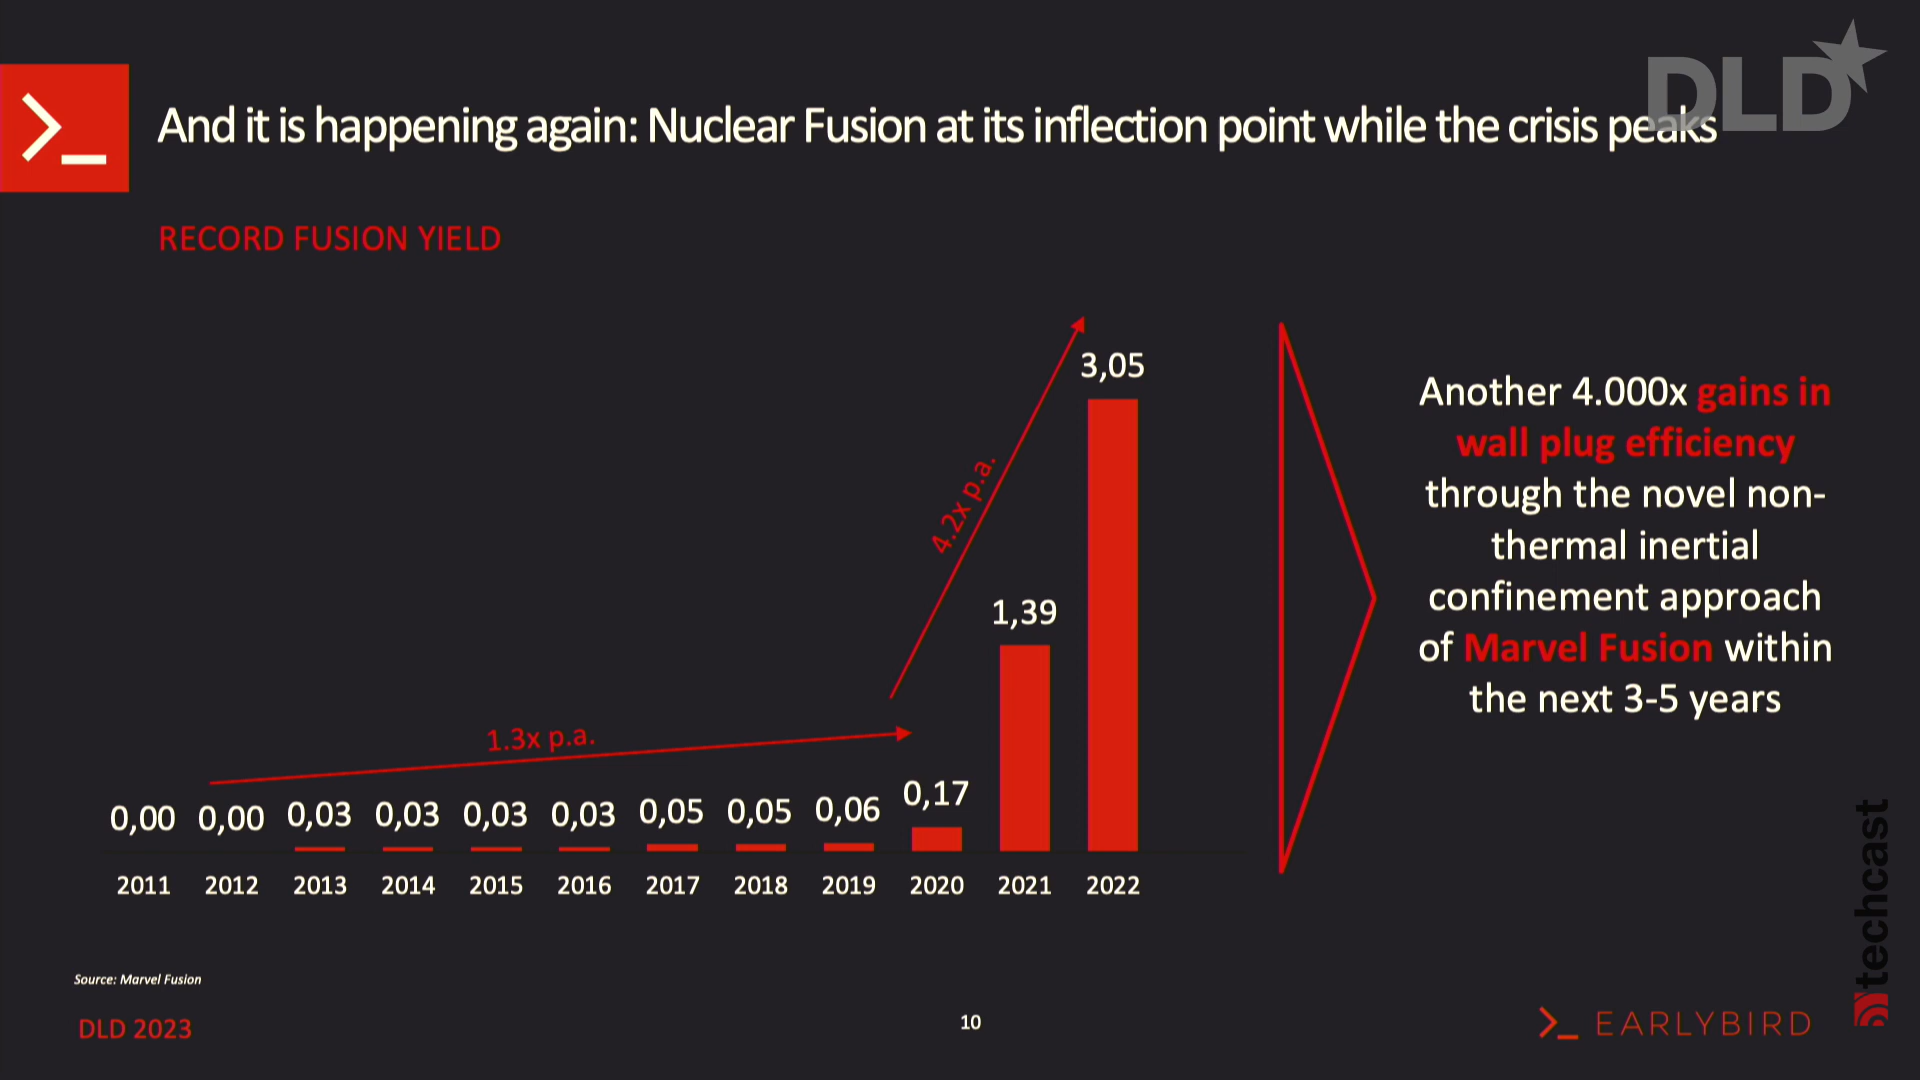 DLD
And it is happening again: Nuclear Fusion at its inflection point while the crisis peaks
RECORD FUSION YIELD
3,05
4.2x p.a.
1,39
1.3x p.a.
0,00 0,00 0,03 0,03 0,03 0,03 0,05 0,05 0,06 0,17
2011 2012 2013 2014 2015 2016 2017 2018 2019 2020 2021 2022
Another 4.000x gains in
wall plug efficiency
through the novel non-
thermal inertial
confinement approach
of Marvel Fusion within
the next 3-5 years
techcast
Source: Marvel Fusion
DLD 2023
10
EARLYBIRD